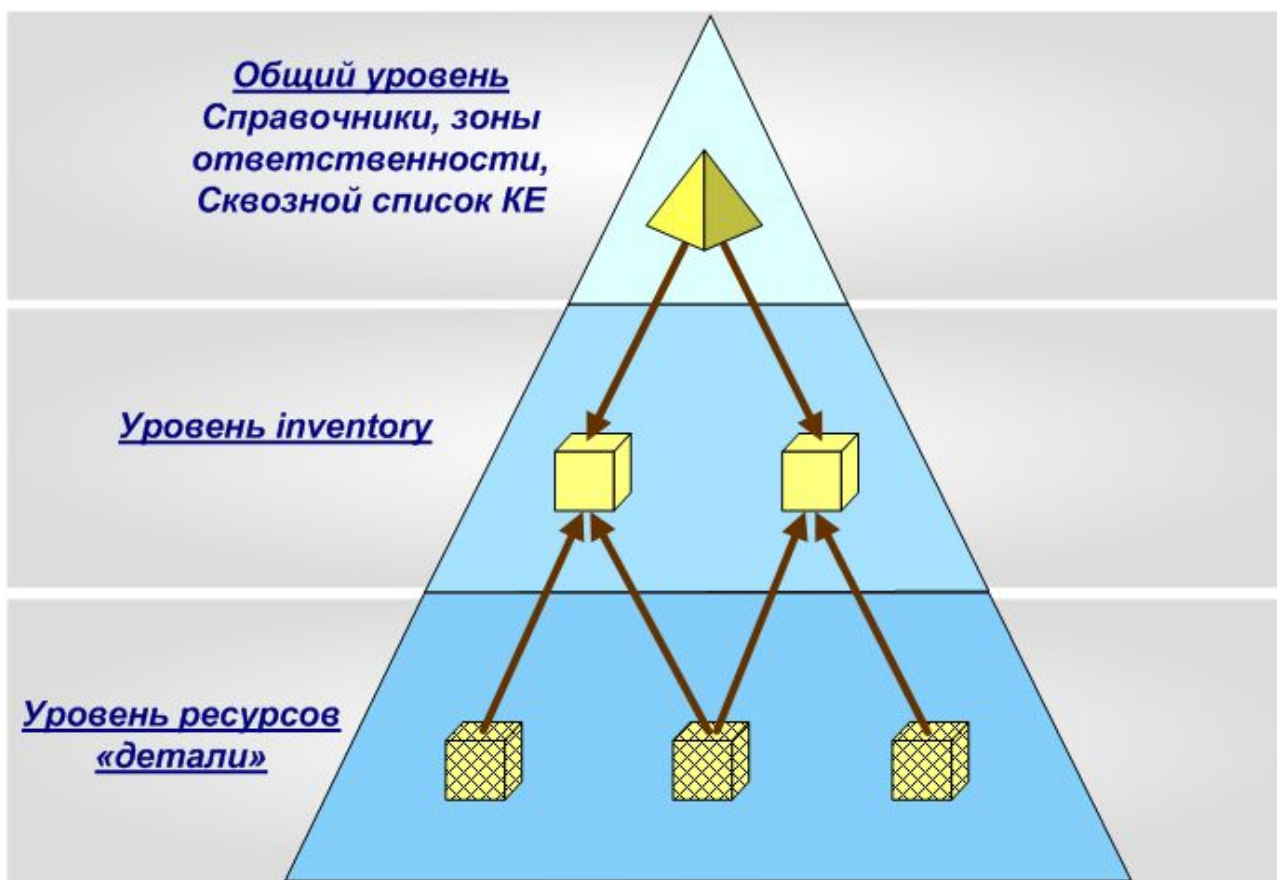 Общий уровень
Справочники, зоны
ответственности,
Сквозной список КЕ
Уровень inventory
Уровень ресурсов
«детали»